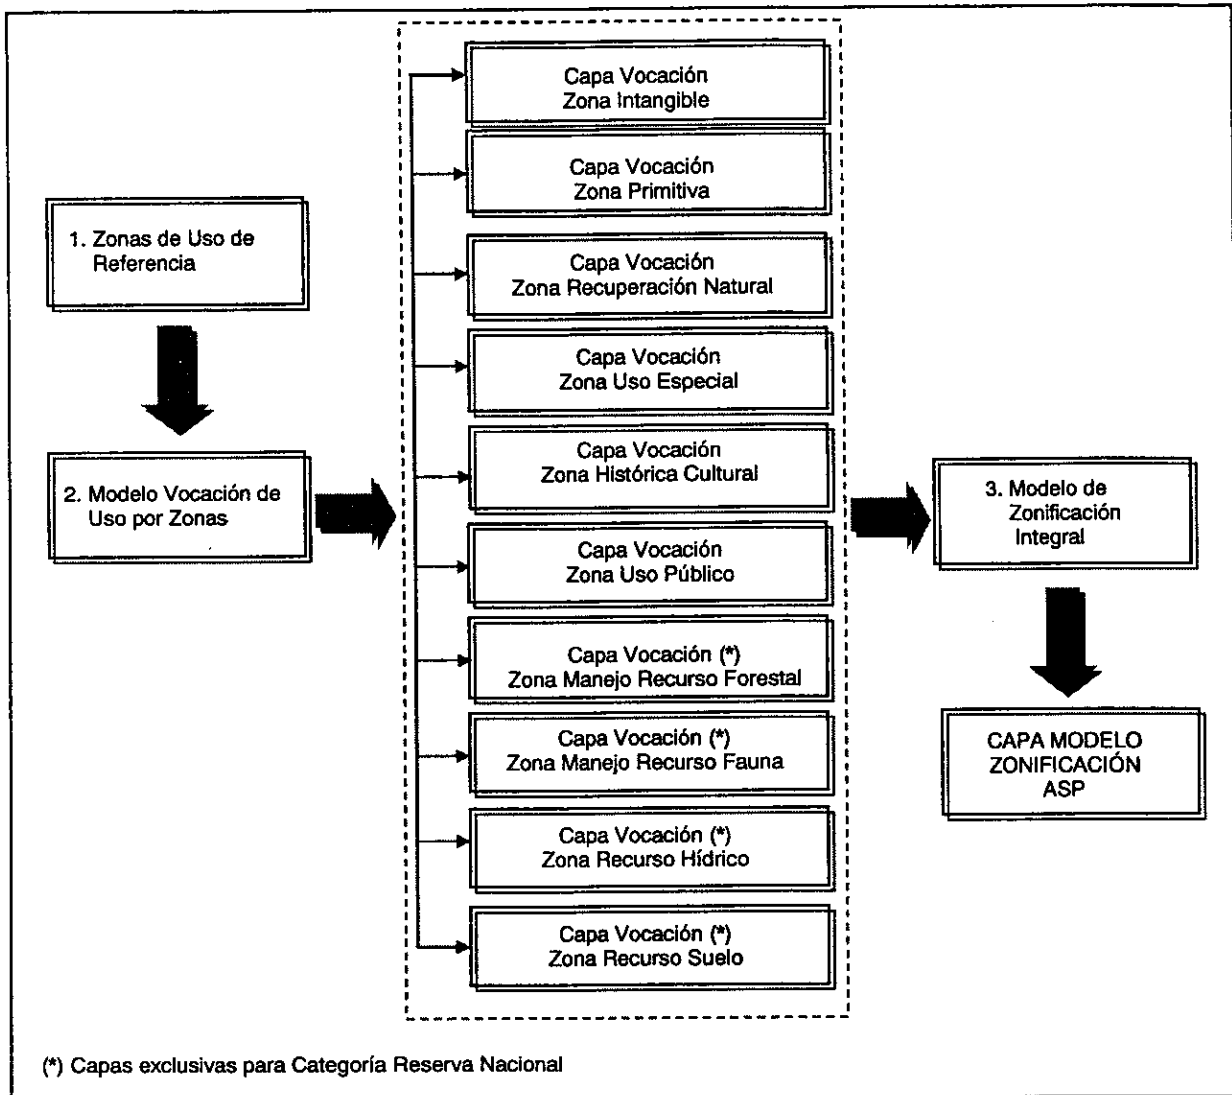 1. Zonas de Uso de
Referencia
2. Modelo Vocación de
Uso por Zonas
Capa Vocación
Zona Intangible
Capa Vocación
Zona Primitiva
Capa Vocación
Zona Recuperación Natural
Capa Vocación
Zona Uso Especial
Capa Vocación
Zona Histórica Cultural
Capa Vocación
Zona Uso Público
Capa Vocación (*)
Zona Manejo Recurso Forestal
Capa Vocación (*)
Zona Manejo Recurso Fauna
Capa Vocación (*)
Zona Recurso Hídrico
Capa Vocación (*)
Zona Recurso Suelo
3. Modelo de
Zonificación
Integral
CAPA MODELO
ZONIFICACIÓN
ASP
(*) Capas exclusivas para Categoría Reserva Nacional